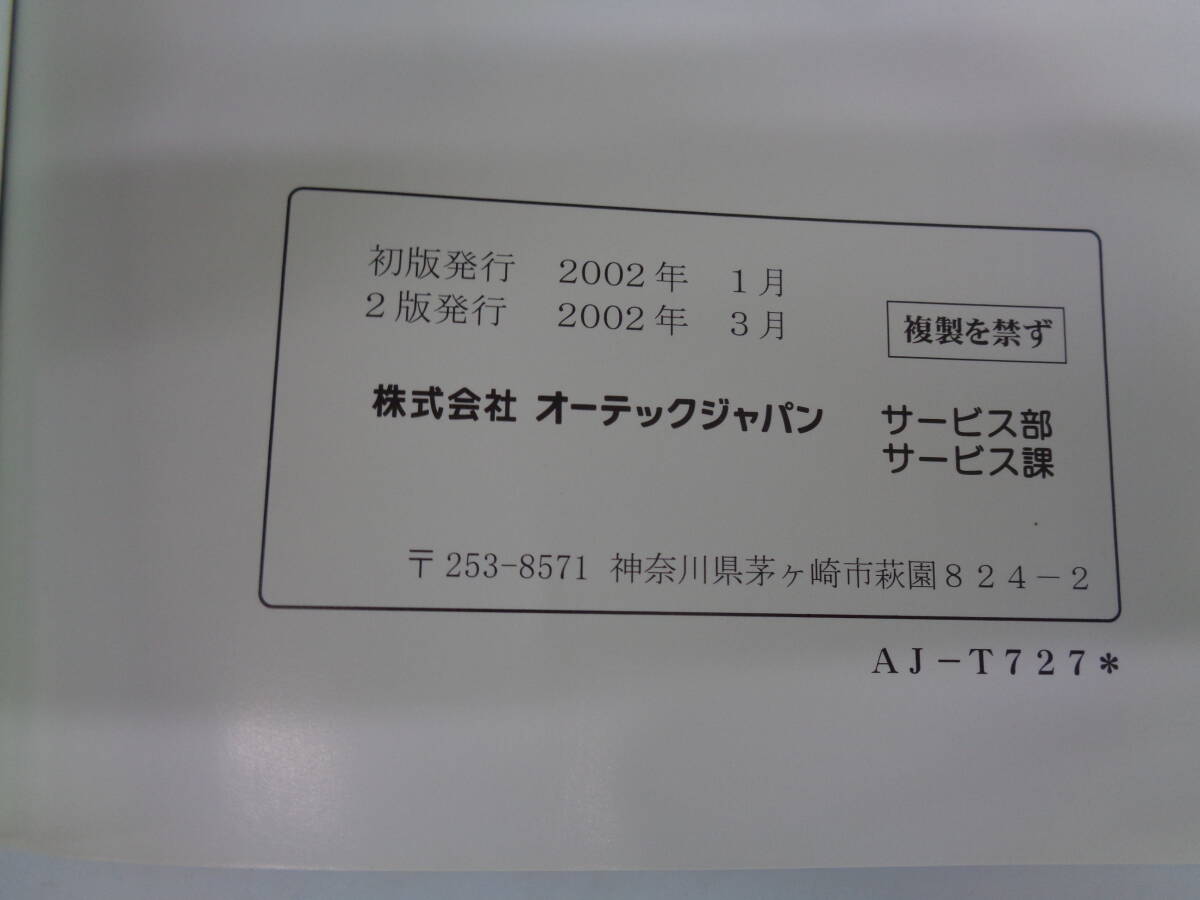 初版発行 2002年 1月
2版発行 2002年 3月
複製を禁ず
株式会社 オーテックジャパン サービス部
サービス課
〒253-8571 神奈川県茅ヶ崎市萩園824-2
AJ-T727*